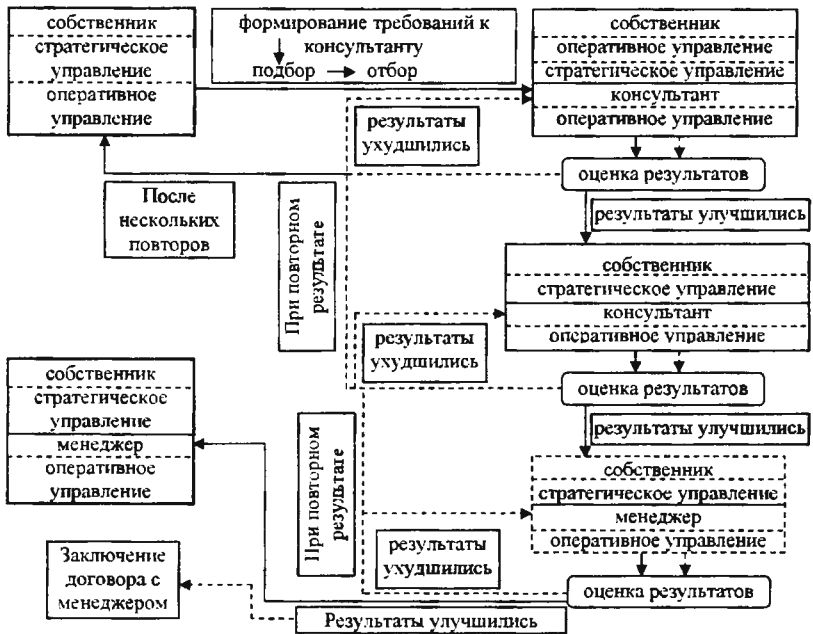 собственник
стратегическое
управление
оперативное
управление
формирование требований к
консультанту
подбор
отбор
собственник
оперативное управление
стратегическое управление
консультант
оперативное управление
результаты
ухудшились
оценка результатов
После
нескольких
повторов
результаты улучшились
При повторном
результате
собственник
стратегическое управление
консультант
оперативное управление
результаты
ухудшились
оценка результатов
собственник
стратегическое
управление
менеджер
оперативное
управление
результаты улучшились
При повторном
результате
собственник
стратегическое управление
менеджер
оперативное управление
результаты
ухудшились
Заключение
договора с
менеджером
оценка результатов
Результаты улучшились